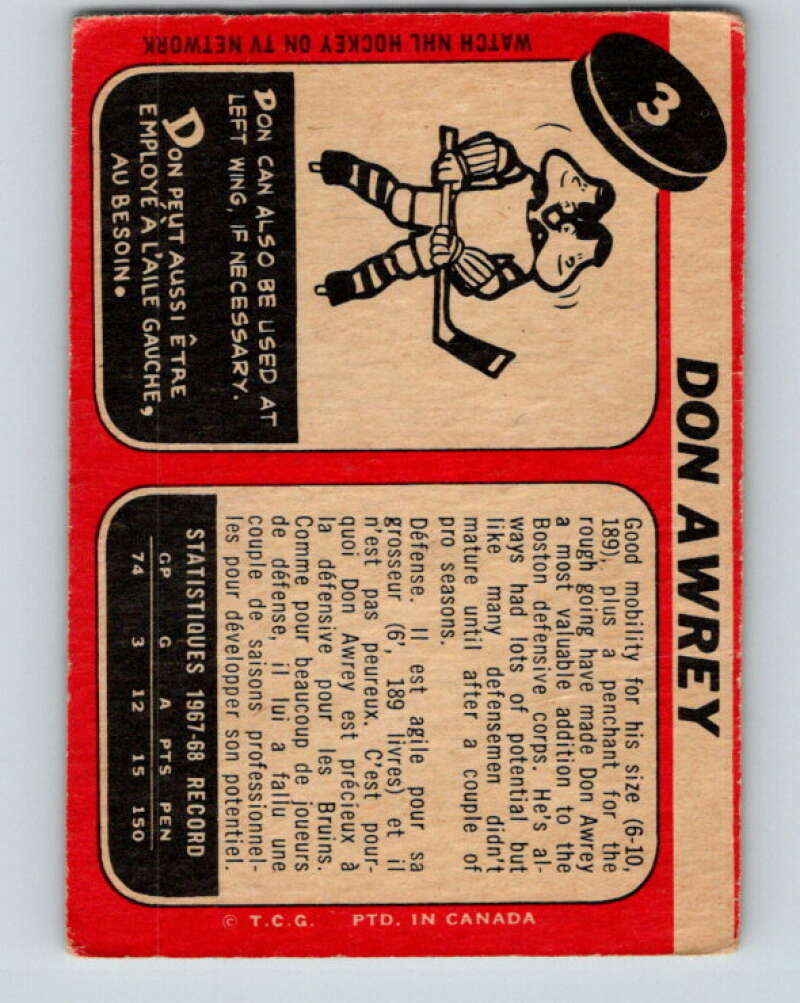 3
DON AWREY
WATCH NHL HOCKEY ON TV NETWORK
DON CAN ALSO BE USED AT
LEFT WING, IF NECESSARY.
DON PEUT AUSSI ÊTRE
EMPLOYÉ À L'AILE GAUCHE,
AU BESOIN.
Good mobility for his size (6-10,
189), plus a penchant for the
rough going have made Don Awrey
a most valuable addition to the
Boston defensive corps. He's al-
ways had lots of potential but
like many defensemen didn't
mature until after a couple of
pro seasons.
Défense. Il est agile pour sa
grosseur (6', 189 livres) et il
n'est pas peureux. C'est pour-
quoi Don Awrey est précieux à
la défensive pour les Bruins.
Comme pour beaucoup de joueurs
de défense, il lui a fallu une
couple de saisons professionnel-
les pour développer son potentiel.
STATISTIQUES 1967-68 RECORD
GP G A PTS PEN
74 3 12 15 150
© T.C.G. PTD. IN CANADA